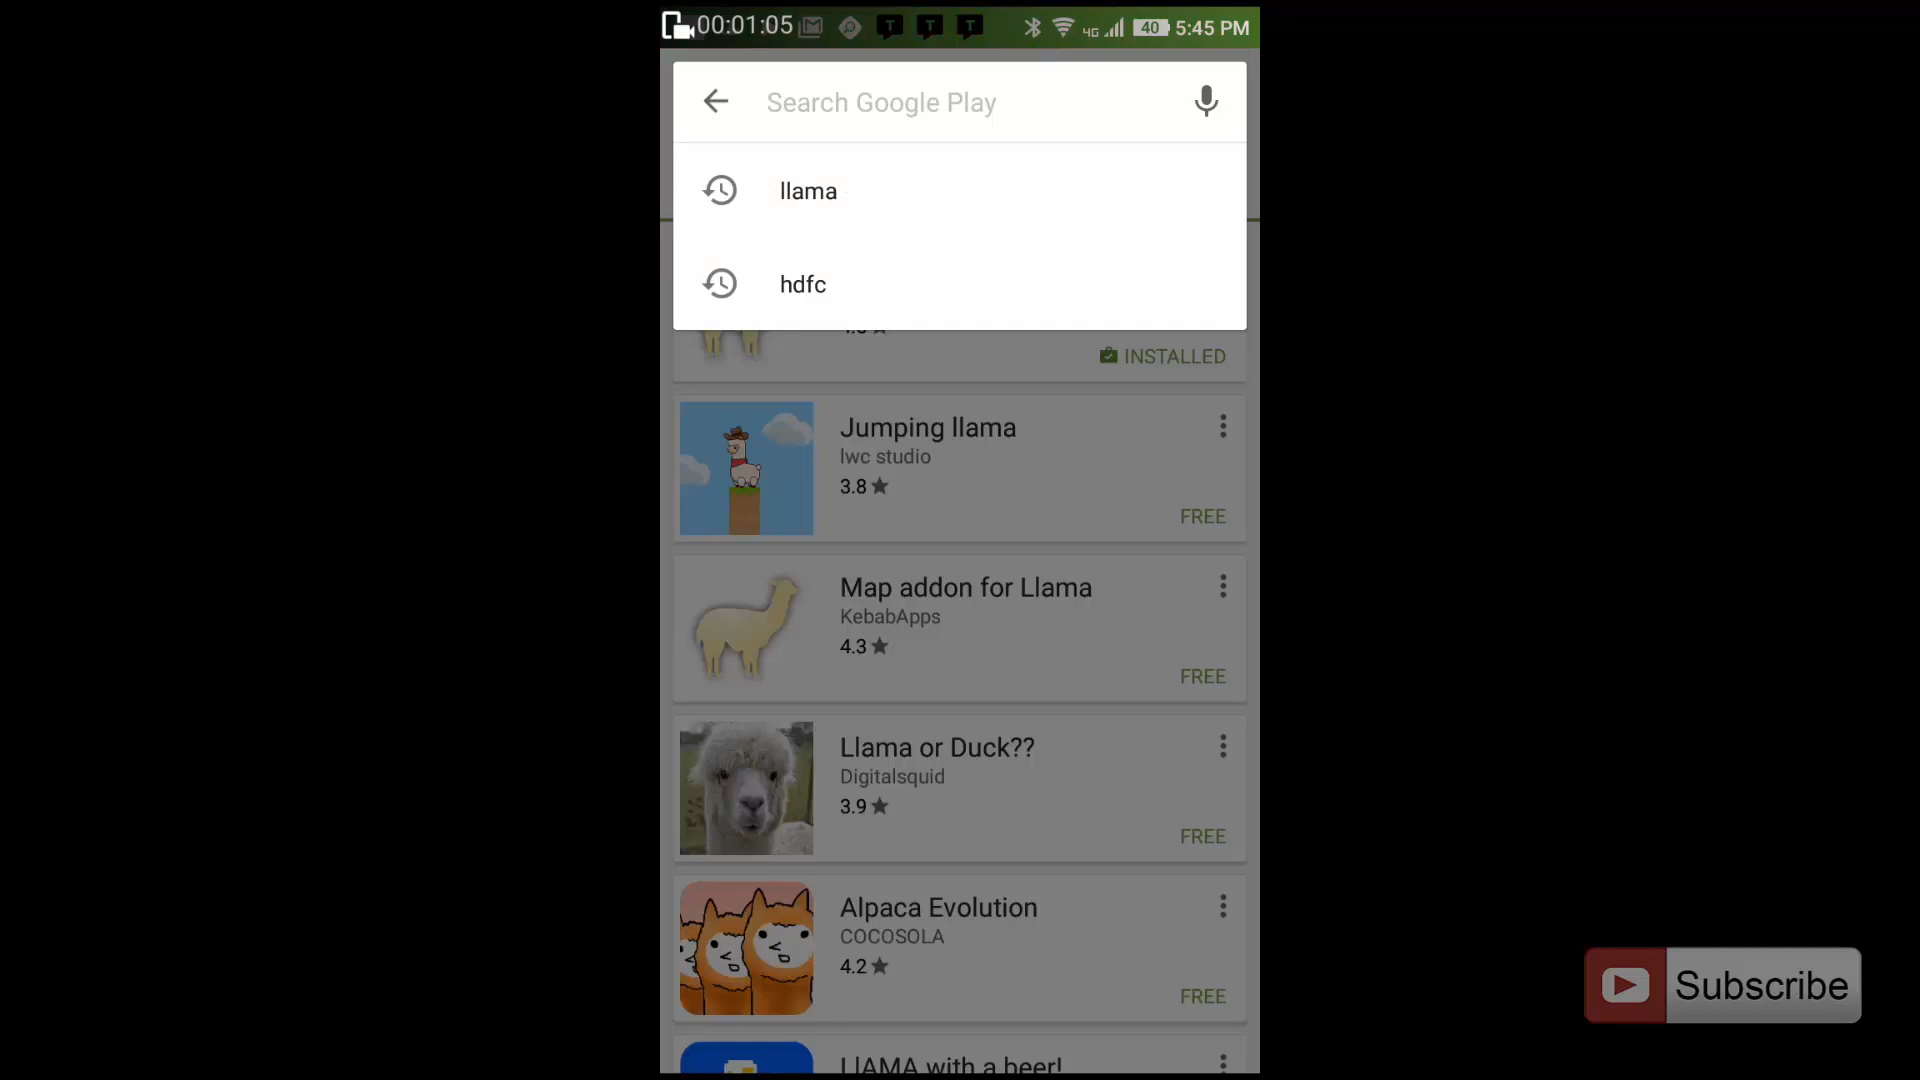 00:01:05 T T T 4G 40 5:45 PM
Search Google Play
llama
hdfc
INSTALLED
Jumping llama
lwc studio
3.8
FREE
Map addon for Llama
KebabApps
4.3
FREE
Llama or Duck??
Digitalsquid
3.9
FREE
Alpaca Evolution
COCOSOLA
4.2
FREE
LlAMA with a beer!
Subscribe